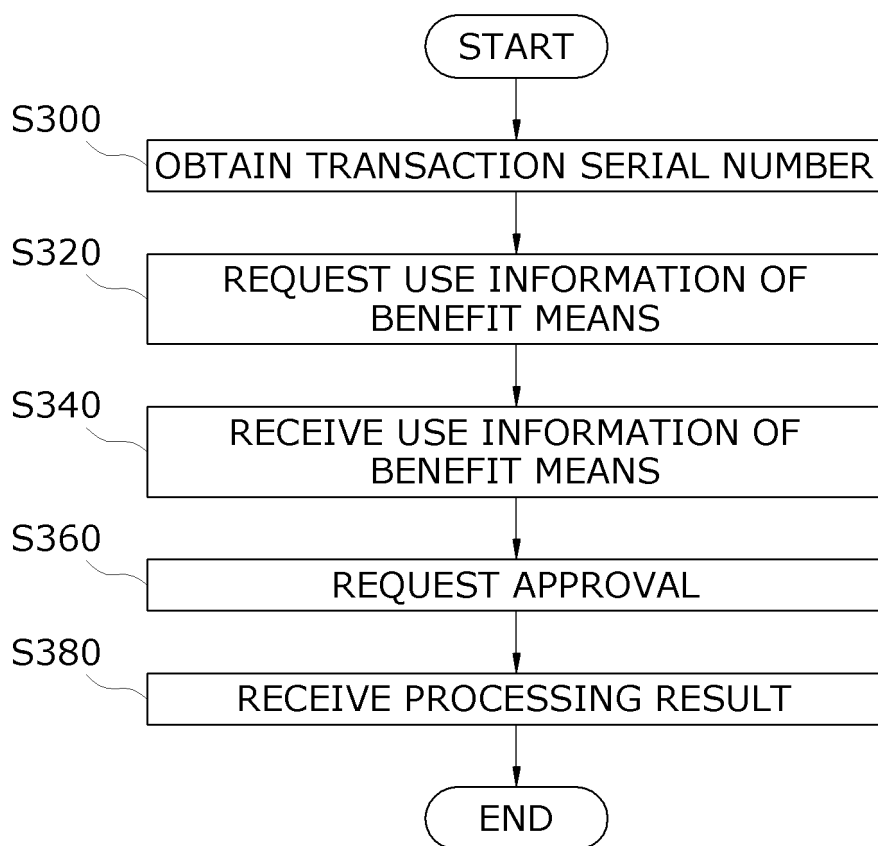 START
S300
OBTAIN TRANSACTION SERIAL NUMBER
S320
REQUEST USE INFORMATION OF
BENEFIT MEANS
S340
RECEIVE USE INFORMATION OF
BENEFIT MEANS
S360
REQUEST APPROVAL
S380
RECEIVE PROCESSING RESULT
END